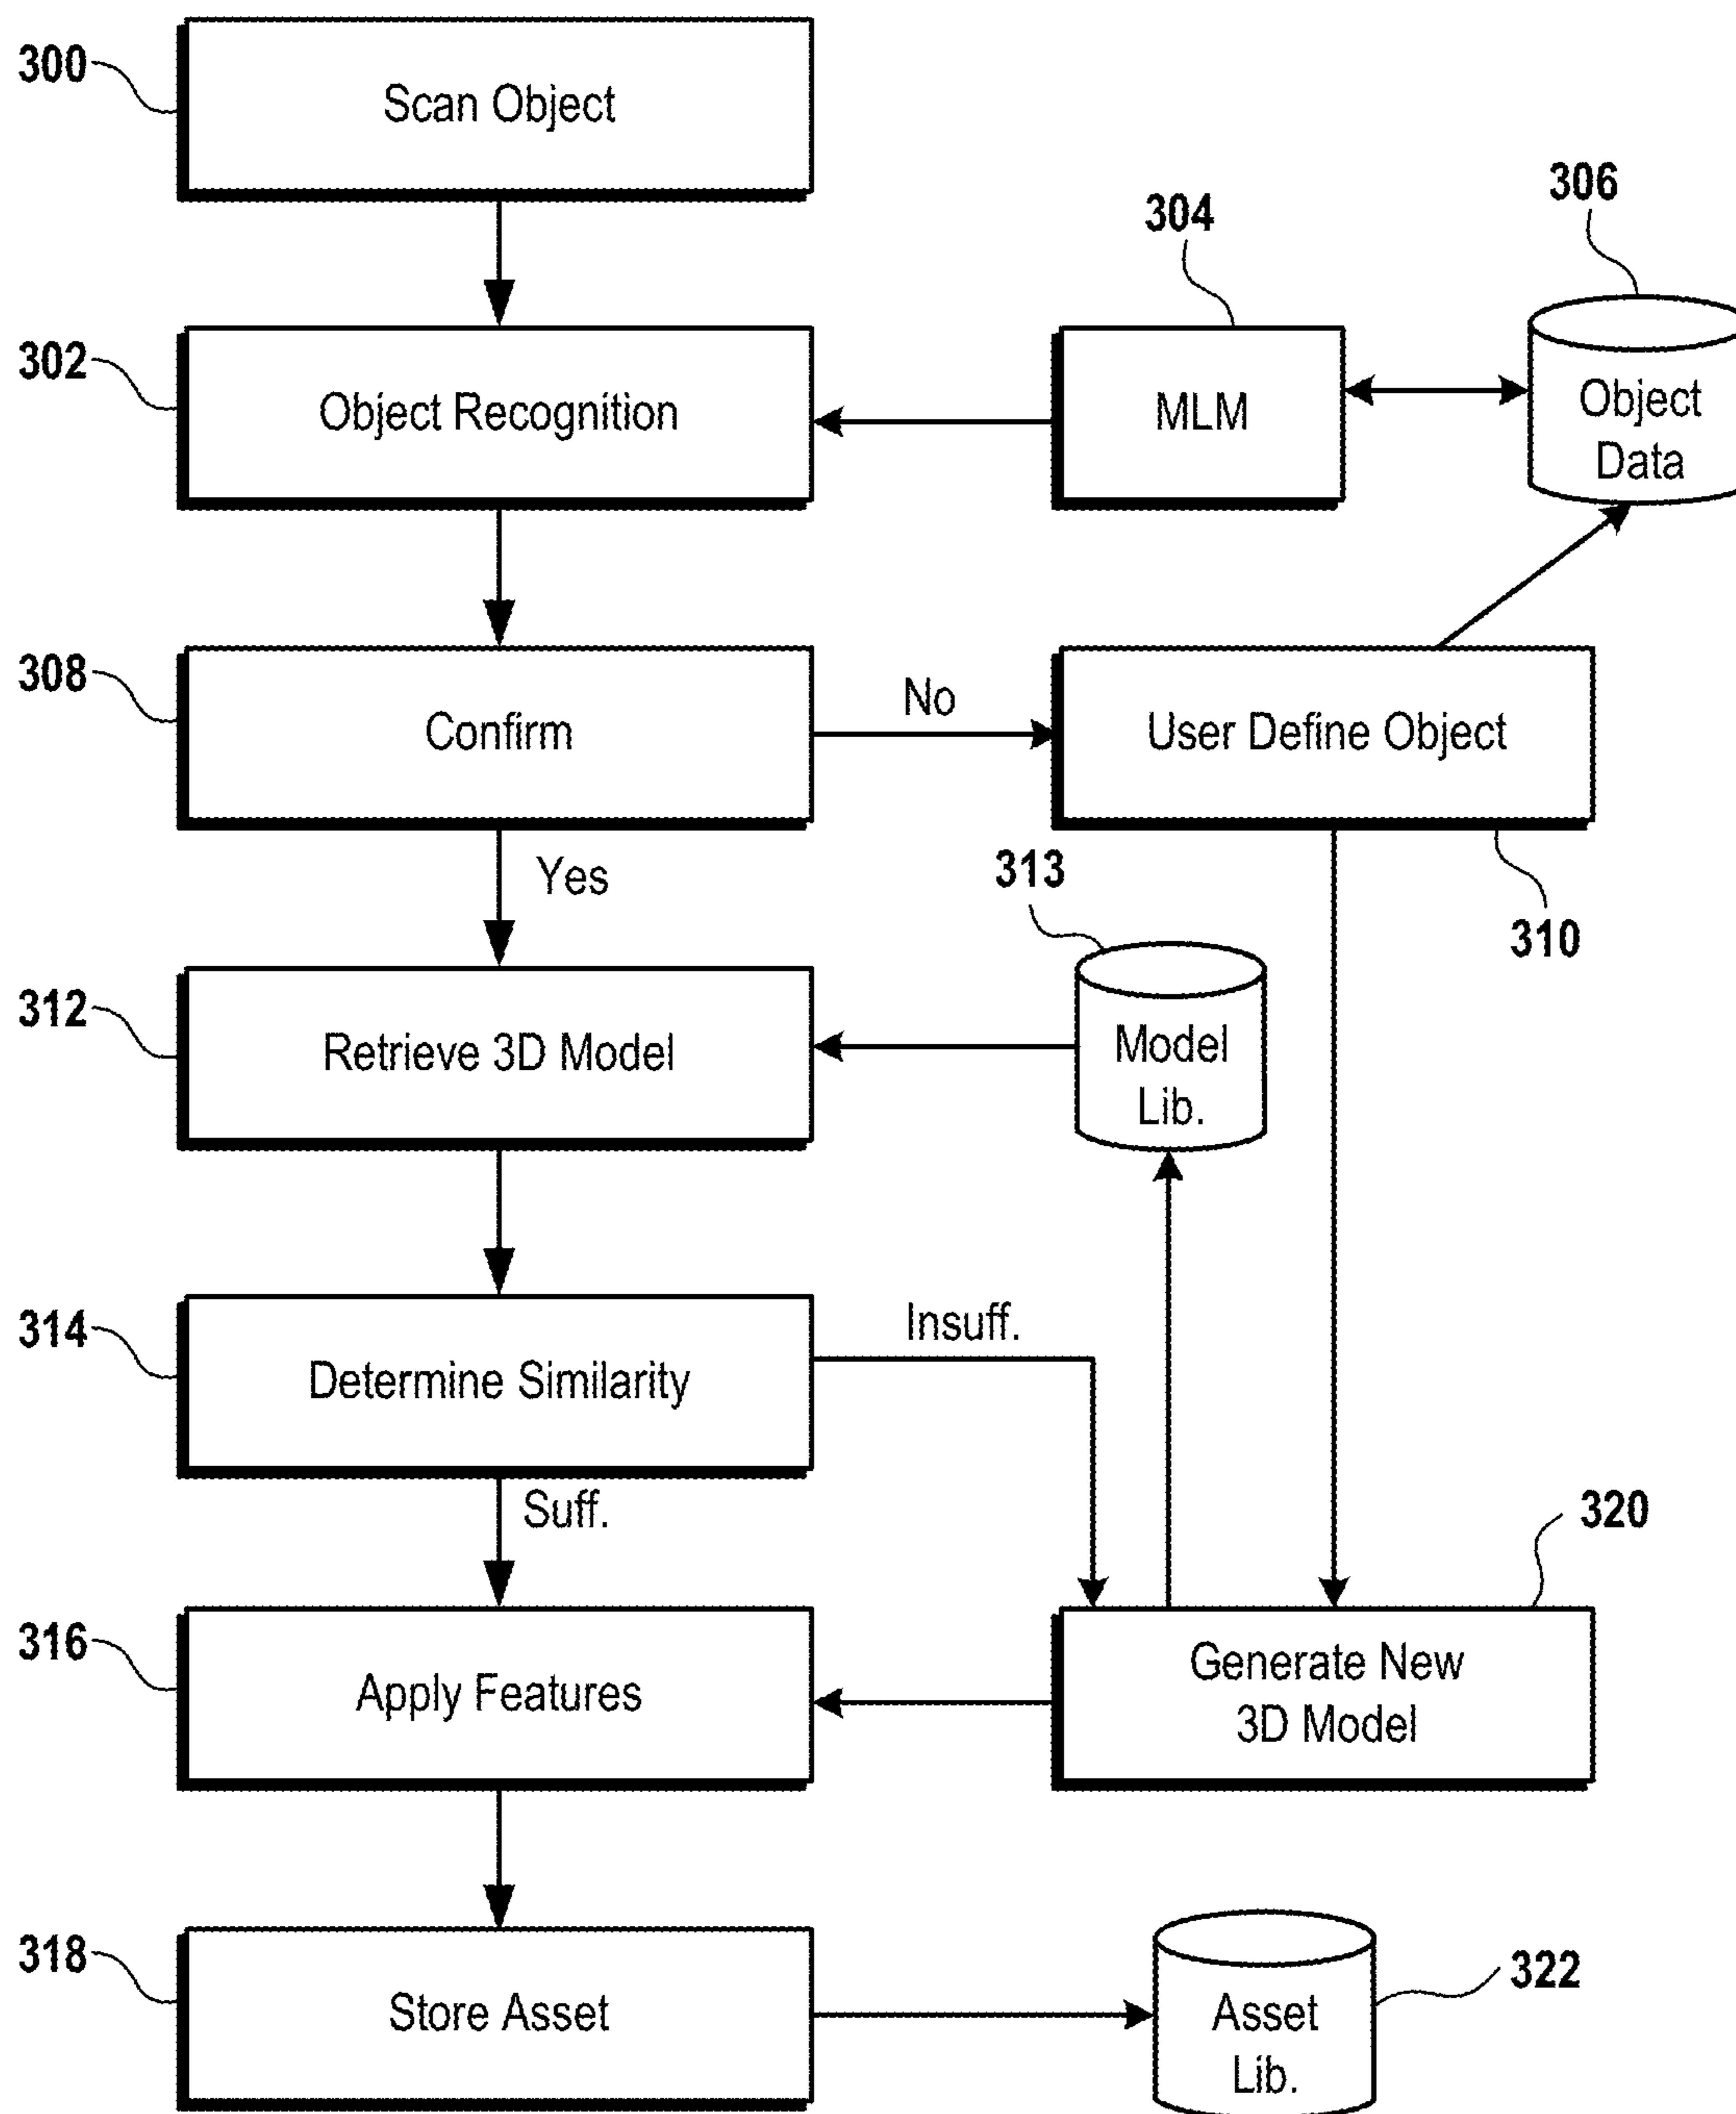 300
Scan Object
306
304
302
Object Recognition
MLM
Object
Data
308
Confirm
No
User Define Object
Yes
313
310
312
Retrieve 3D Model
Model
Lib.
314
Determine Similarity
Insuff.
Suff.
320
316
Apply Features
Generate New
3D Model
318
Store Asset
322
Asset
Lib.